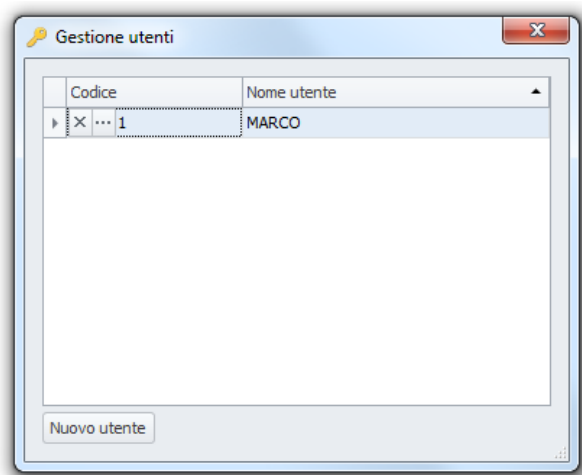 Gestione utenti
Codice Nome utente
1 MARCO
Nuovo utente